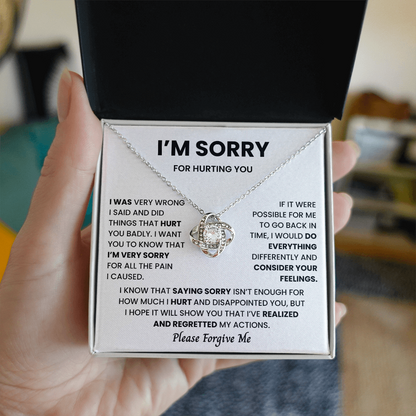 I'M SORRY
FOR HURTING YOU
I WAS VERY WRONG
I SAID AND DID
THINGS THAT HURT
YOU BADLY. I WANT
YOU TO KNOW THAT
I'M VERY SORRY
FOR ALL THE PAIN
I CAUSED.
IF IT WERE
POSSIBLE FOR ME
TO GO BACK IN
TIME, I WOULD DO
EVERYTHING
DIFFERENTLY AND
CONSIDER YOUR
FEELINGS.
I KNOW THAT SAYING SORRY ISN'T ENOUGH FOR
HOW MUCH I HURT AND DISAPPOINTED YOU, BUT
I HOPE IT WILL SHOW YOU THAT I'VE REALIZED
AND REGRETTED MY ACTIONS.
Please Forgive Me